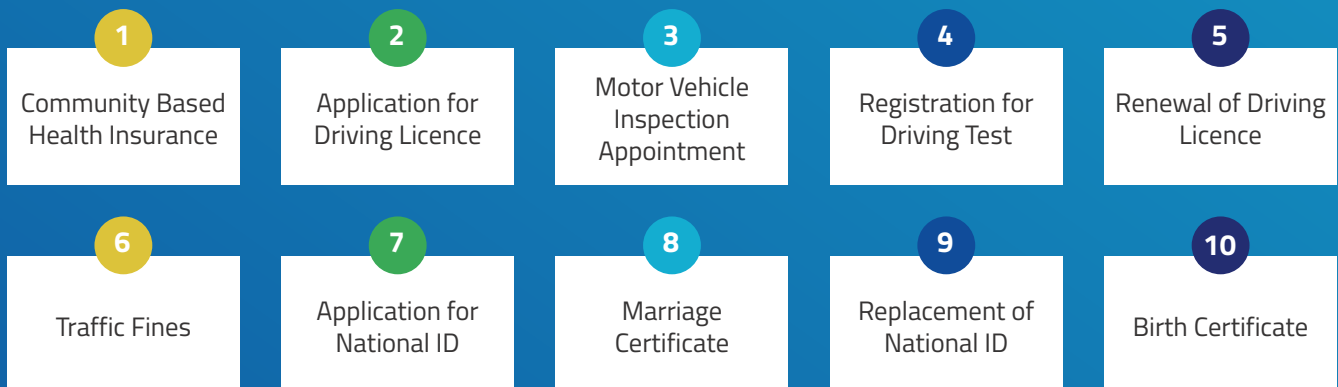 1
Community Based
Health Insurance
2
Application for
Driving Licence
3
Motor Vehicle
Inspection
Appointment
4
Registration for
Driving Test
5
Renewal of Driving
Licence
6
Traffic Fines
7
Application for
National ID
8
Marriage
Certificate
9
Replacement of
National ID
10
Birth Certificate